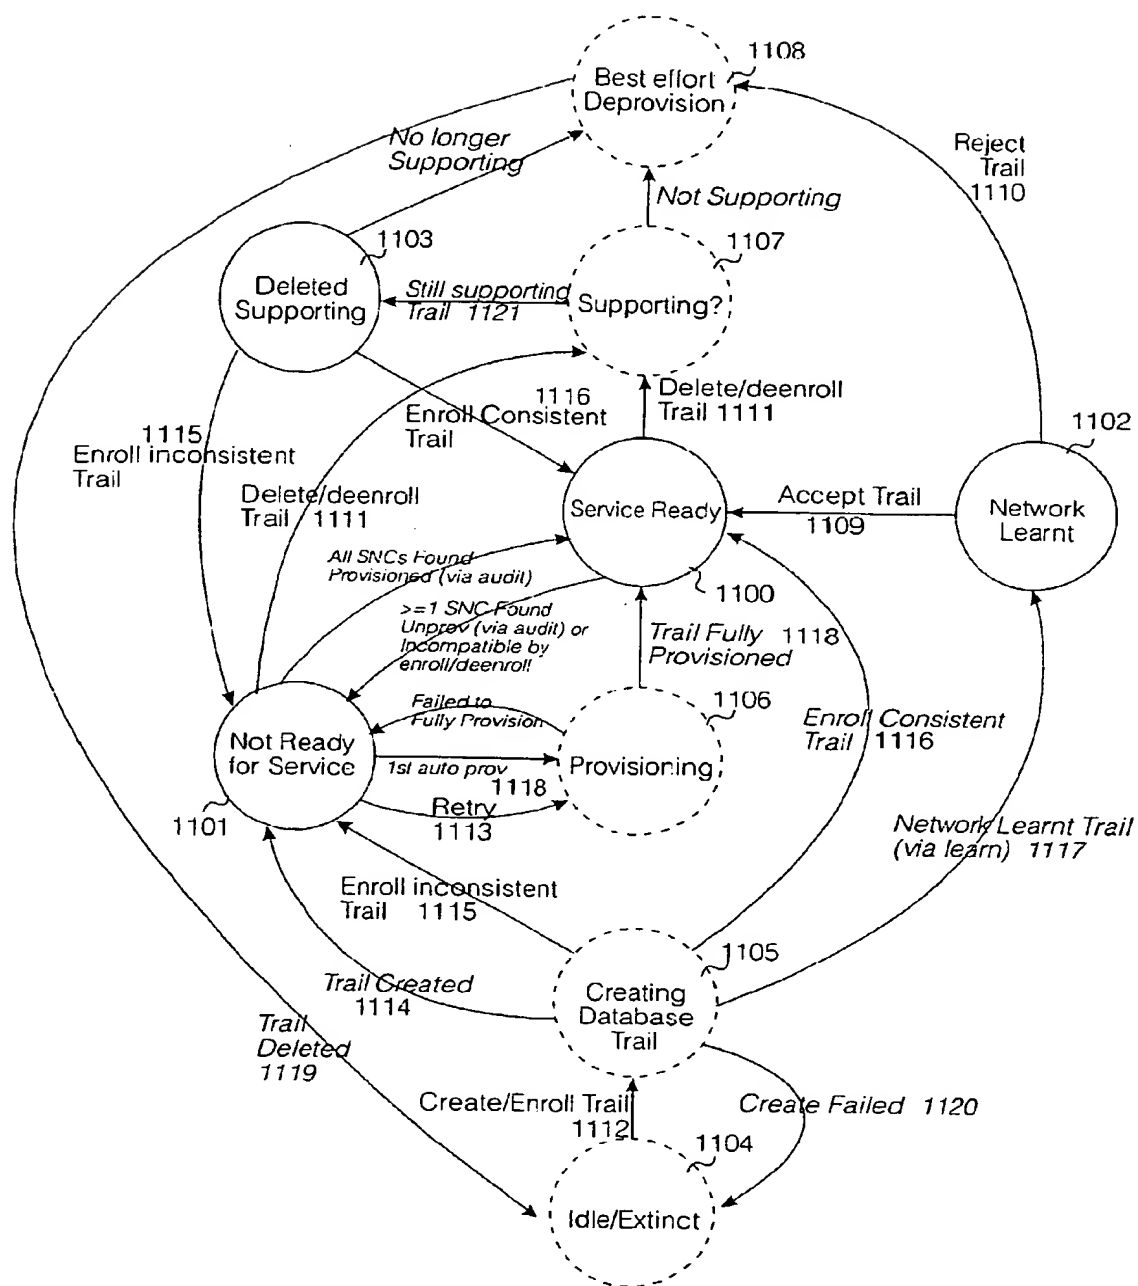 1108
Best effort
Deprovision
No longer
Supporting
Reject
Trail
1110
Not Supporting
1103
1107
Deleted
Supporting
Still supporting
Trail 1121
Supporting?
1116
Enroll Consistent
Trail
Delete/deenroll
Trail 1111
1102
1115
Enroll inconsistent
Trail
Delete/deenroll
Trail 1111
Service Ready
Accept Trail
1109
Network
Learnt
All SNCs Found
Provisioned (via audit)
1100
>=1 SNC Found
Unprov (via audit) or
Incompatible by
enroll/deenroll
Trail Fully 1118
Provisioned
Failed to
Fully Provision
1106
Not Ready
for Service
1st auto prov
1118
Provisioning
Enroll Consistent
Trail 1116
Retry
1113
1101
Network Learnt Trail
(via learn) 1117
Enroll inconsistent
Trail 1115
1105
Trail Created
1114
Creating
Database
Trail
Trail
Deleted
1119
Create/Enroll Trail
1112
Create Failed 1120
1104
Idle/Extinct